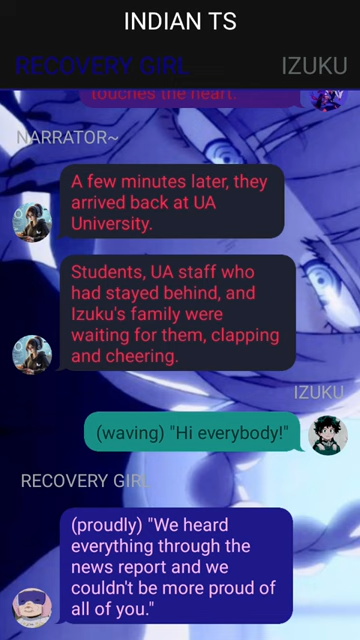 INDIAN TS
RECOVERY GIRL
IZUKU
touches the heart.
NARRATOR~
A few minutes later, they
arrived back at UA
University.
Students, UA staff who
had stayed behind, and
Izuku's family were
waiting for them, clapping
and cheering.
IZUKU
(waving) "Hi everybody!"
RECOVERY GIRL
(proudly) "We heard
everything through the
news report and we
couldn't be more proud of
all of you."